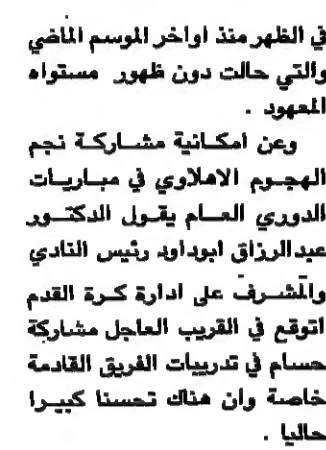 في الظهر منذ اواخر الموسم الماضي
والتي حالت دون ظهور مستواه
المعهود .
وعن امكانية مشاركة نجم
الهجوم الاهلاوي في مباريات
الدوري العام يقول الدكتور
عبدالرزاق ابوداود رئيس النادي
والمشرف على ادارة كرة القدم
اتوقع في القريب العاجل مشاركة
حسام في تدريبات الفريق القادمة
خاصة وان هناك تحسنا كبيرا
حاليا .